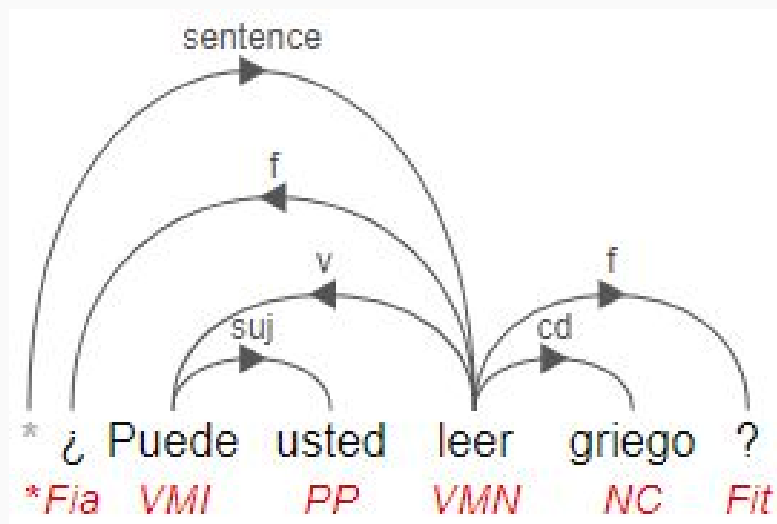 sentence
f
v
f
suj
cd
* ¿ Puede usted leer griego ?
*Fia VMI PP VMN NC Fit